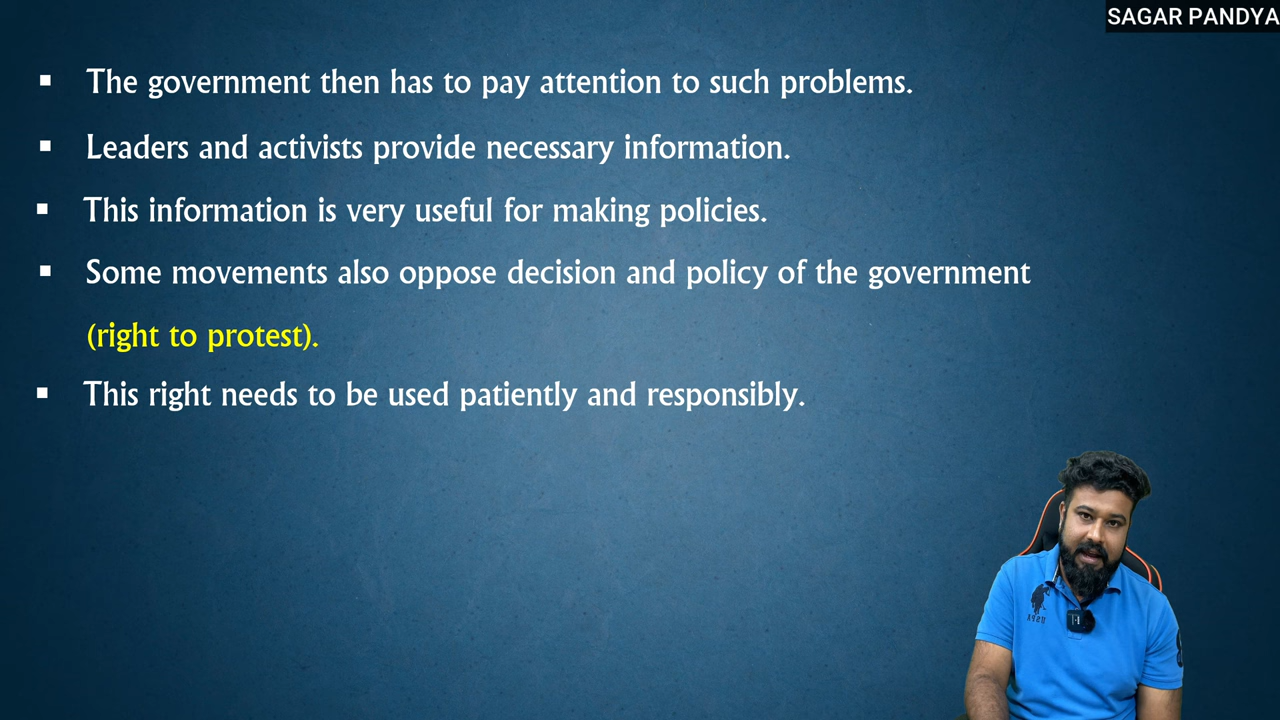 SAGAR PANDYA
▪ The government then has to pay attention to such problems.
▪ Leaders and activists provide necessary information.
▪ This information is very useful for making policies.
▪ Some movements also oppose decision and policy of the government
(right to protest).
▪ This right needs to be used patiently and responsibly.
USPA